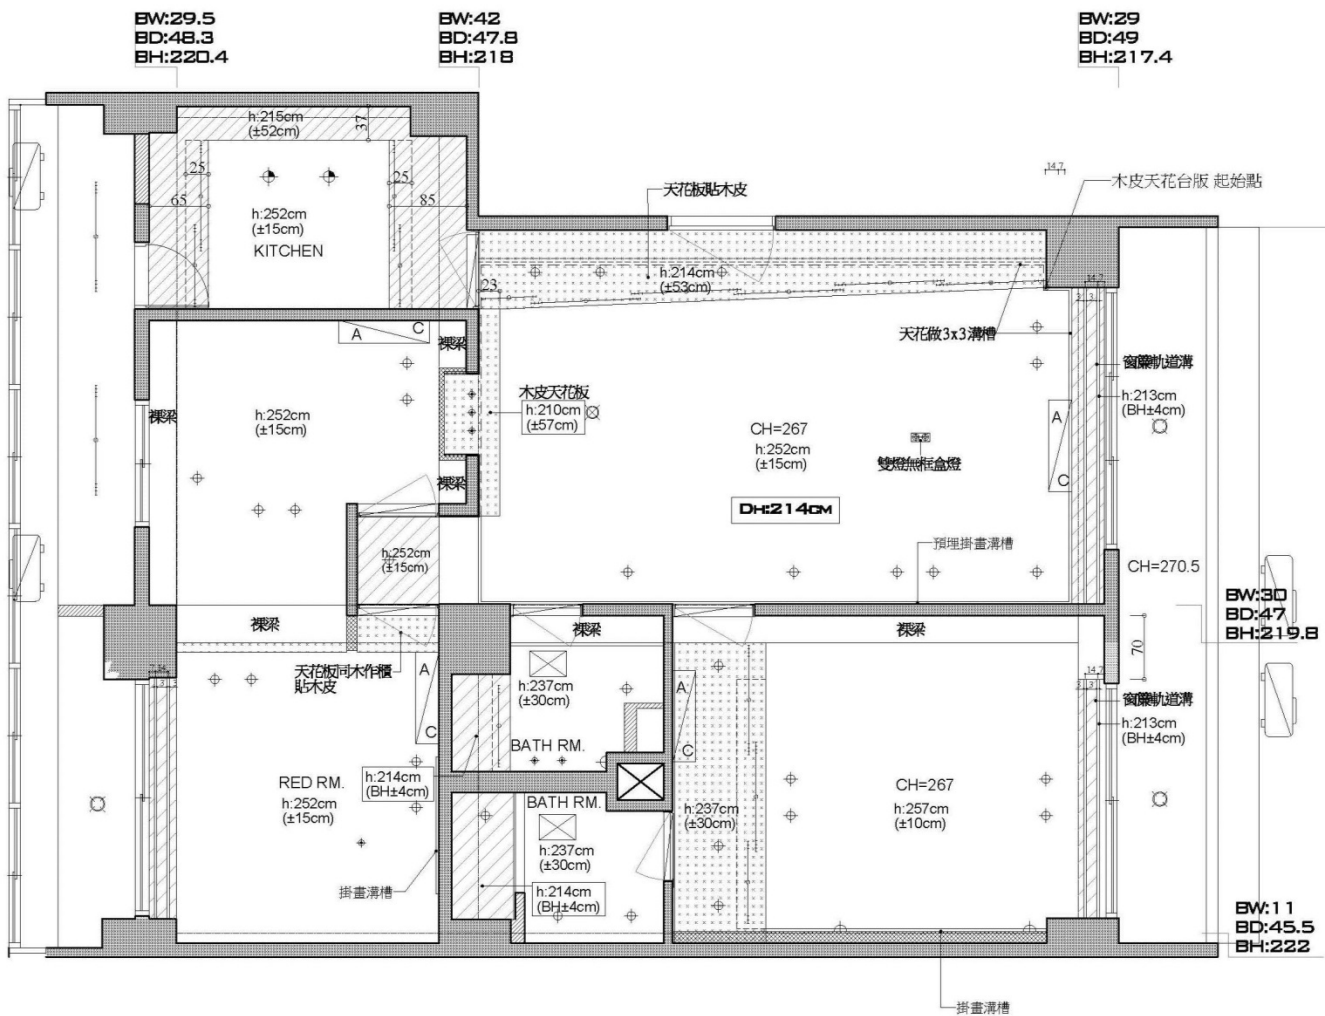 BW:29.5
BD:48.3
BH:220.4
BW:42
BD:47.8
BH:218
BW:29
BD:49
BH:217.4
h:215cm
(±52cm)
37
25
25
65
85
h:252cm
(±15cm)
KITCHEN
天花板貼木皮
14.7
木皮天花台版 起始點
h:214cm
(±53cm)
23
14.7
3
3
天花做3x3溝槽
A
C
裸梁
裸梁
h:252cm
(±15cm)
木皮天花板
h:210cm
(±57cm)
CH=267
h:252cm
(±15cm)
雙燈無框盒燈
A
C
窗簾軌道溝
h:213cm
(BH±4cm)
裸梁
DH:214CM
h:252cm
(±15cm)
預埋掛畫溝槽
CH=270.5
BW:30
BD:47
BH:219.8
裸梁
裸梁
裸梁
70
天花板同木作櫃
貼木皮
A
C
h:237cm
(±30cm)
BATH RM.
A
C
14.7
3
3
窗簾軌道溝
h:213cm
(BH±4cm)
RED RM.
h:252cm
(±15cm)
h:214cm
(BH±4cm)
BATH RM.
h:237cm
(±30cm)
h:237cm
(±30cm)
CH=267
h:257cm
(±10cm)
掛畫溝槽
h:214cm
(BH±4cm)
BW:11
BD:45.5
BH:222
掛畫溝槽